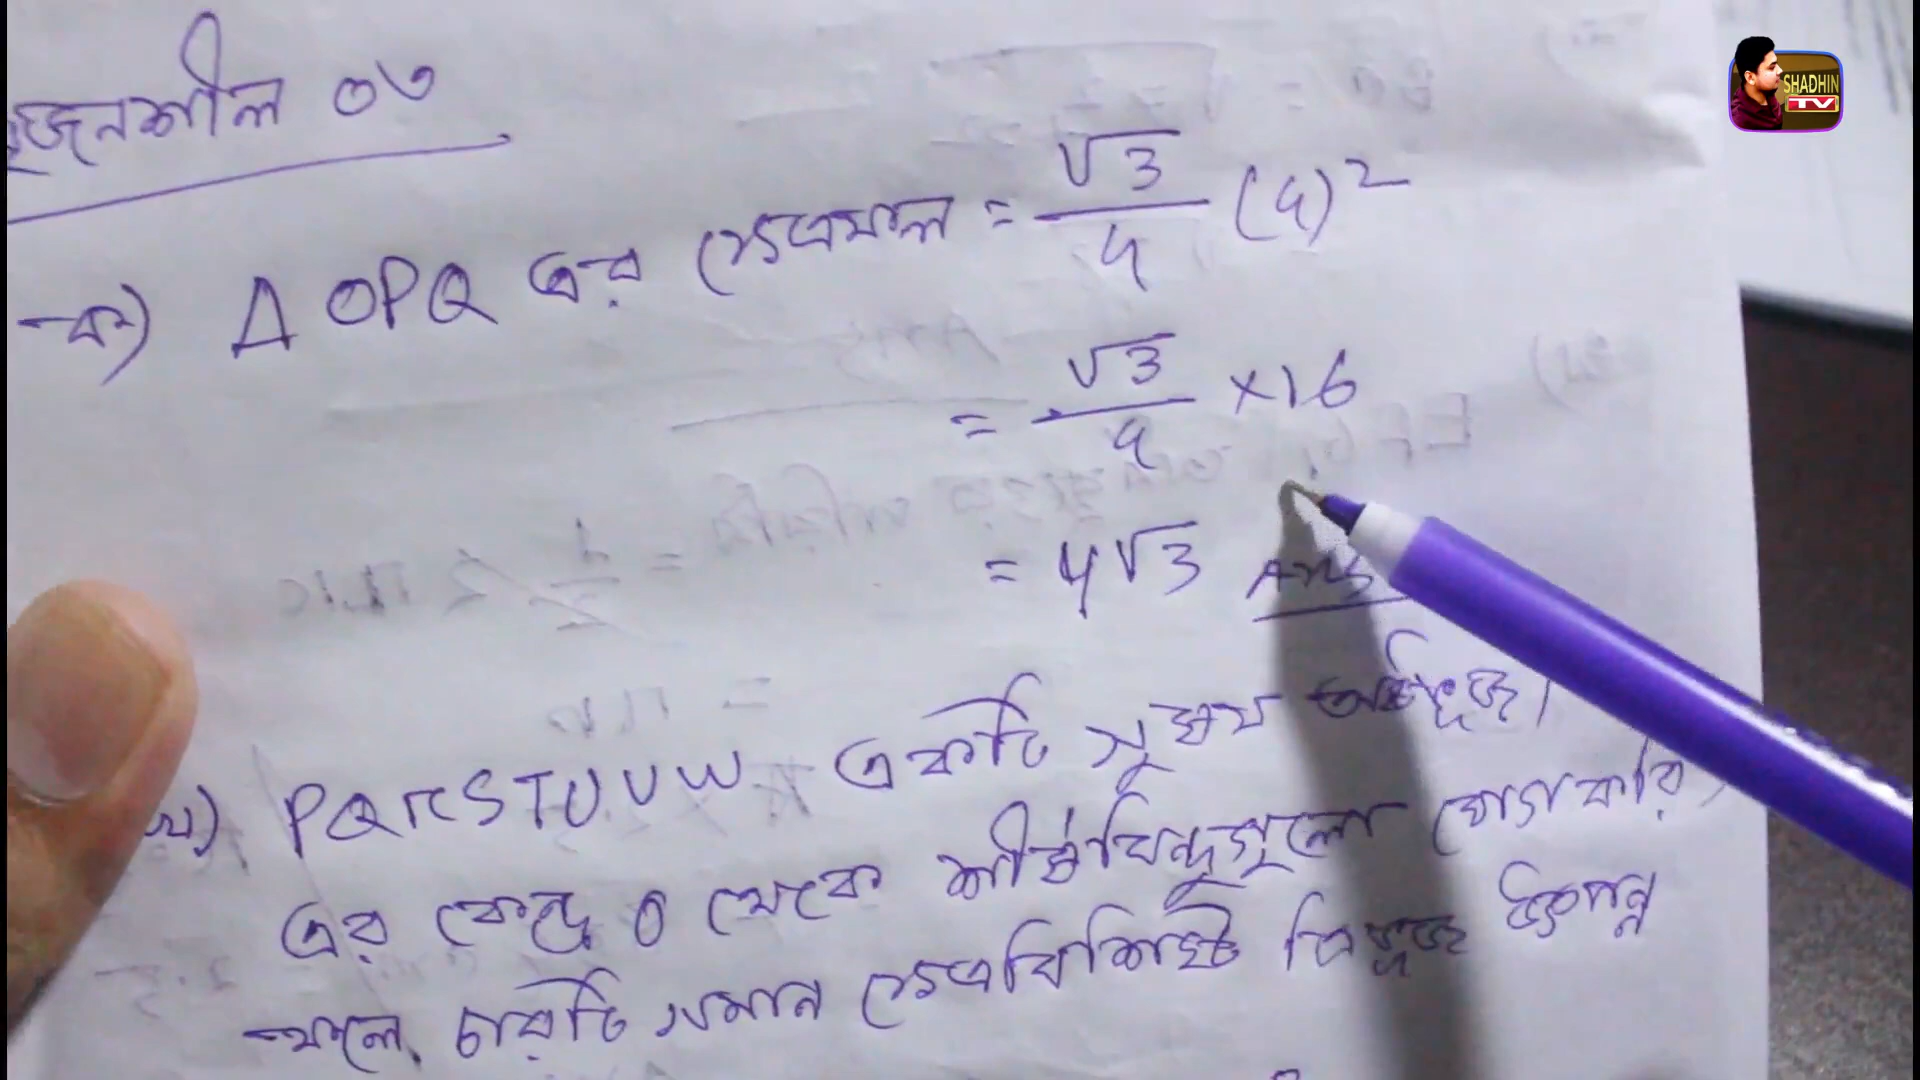 সৃজনশীল ০৩
ক) Δ OPQ এর ক্ষেত্রফল = √3/4 (4)²
= √3/4 ×16
= 4√3 Ans
খ) PQRSTUVW একটি সুষম অষ্টভুজ।
এর কেন্দ্র O থেকে শীর্ষবিন্দুগুলো যোগ করি,
ফলে, চারটি সমান ক্ষেত্রবিশিষ্ট ত্রিভুজ উৎপন্ন
SHADHIN
TV